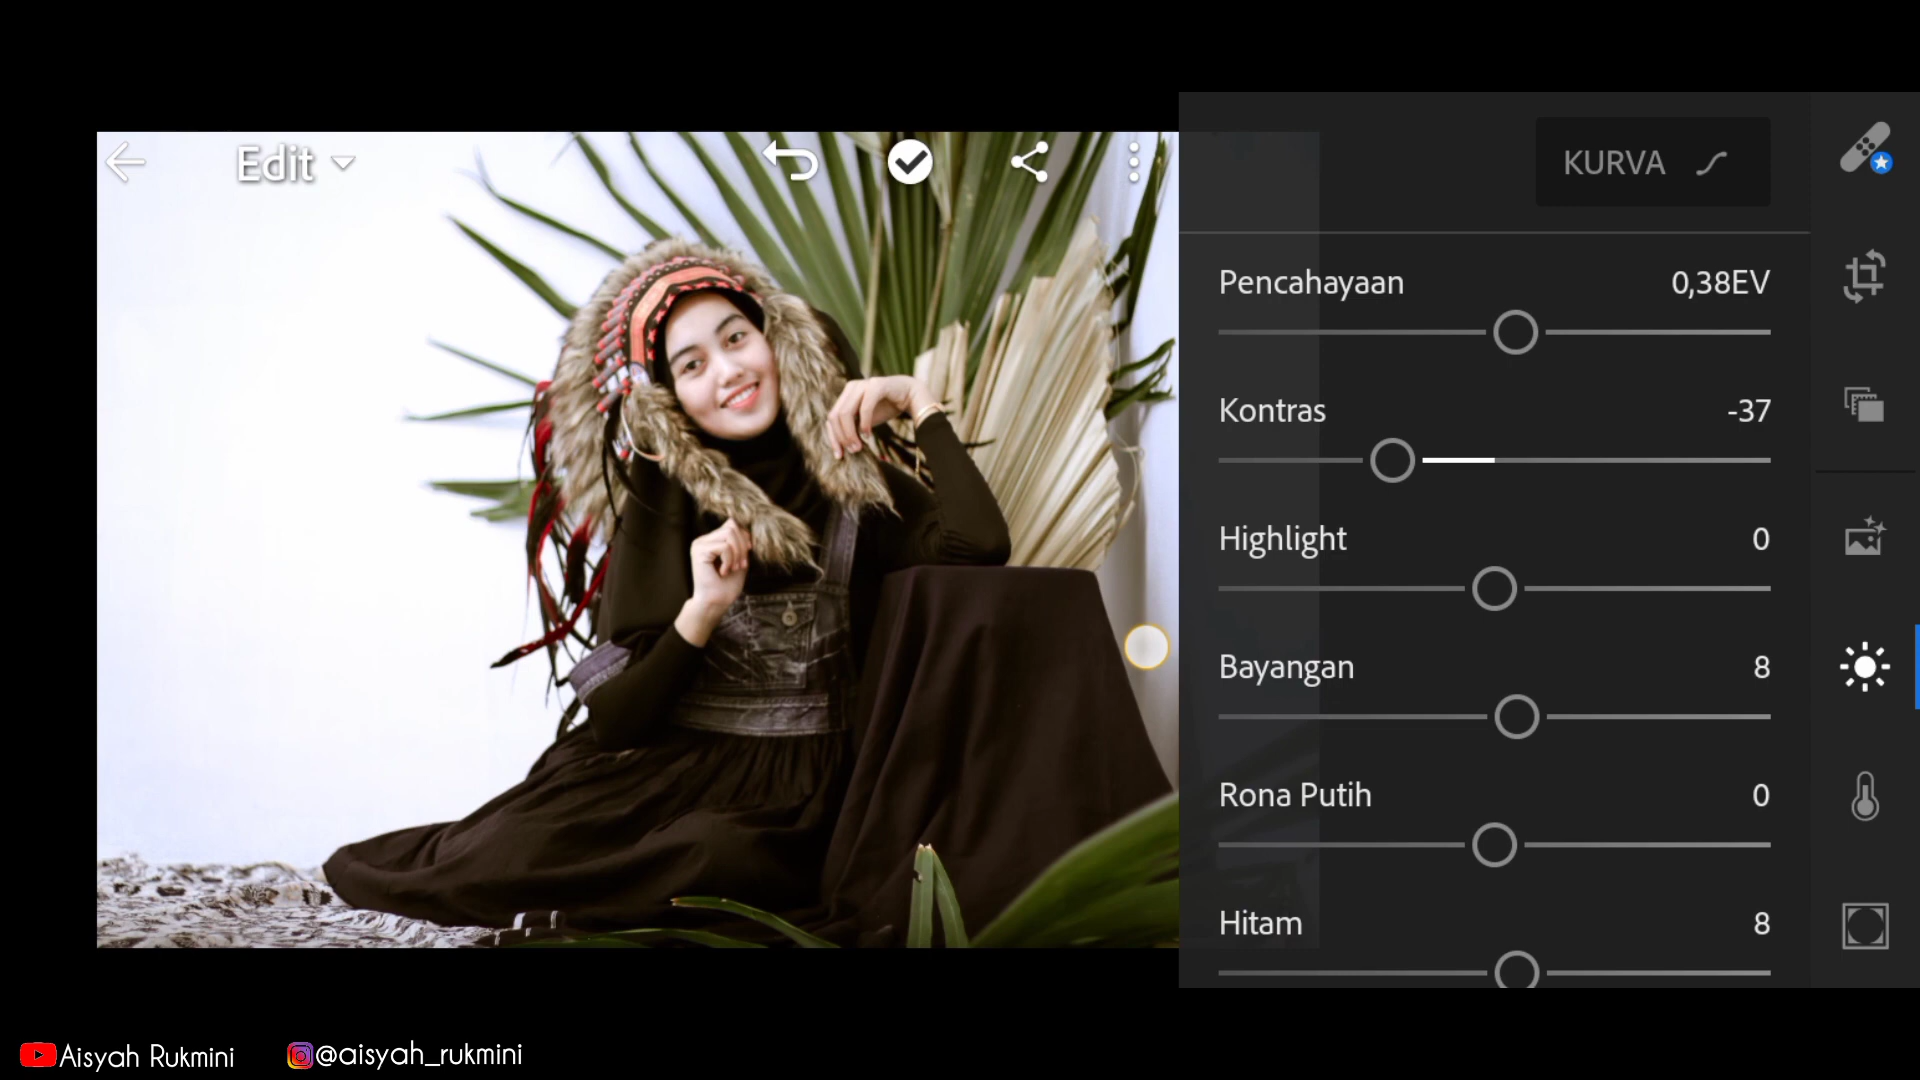 Edit
KURVA
Pencahayaan 0,38EV
Kontras -37
Highlight 0
Bayangan 8
Rona Putih 0
Hitam 8
Aisyah Rukmini @aisyah_rukmini